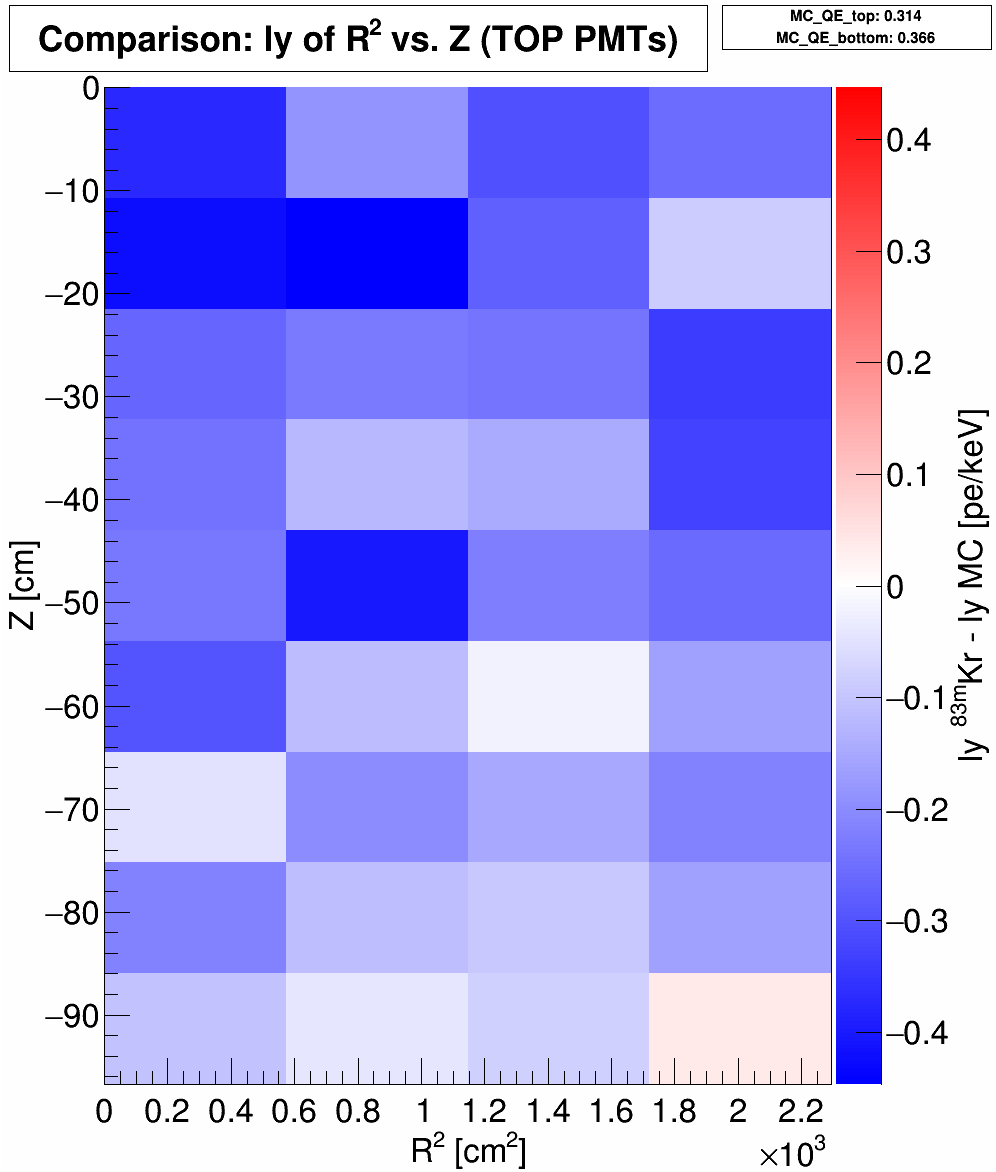 Comparison: ly of R² vs. Z (TOP PMTs)
MC_QE_top: 0.314
MC_QE_bottom: 0.366
0
−10
−20
−30
−40
−50
−60
−70
−80
−90
Z [cm]
0 0.2 0.4 0.6 0.8 1 1.2 1.4 1.6 1.8 2 2.2
R² [cm²]
×10³
0.4
0.3
0.2
0.1
0
−0.1
−0.2
−0.3
−0.4
ly ⁸³ᵐKr - ly MC [pe/keV]